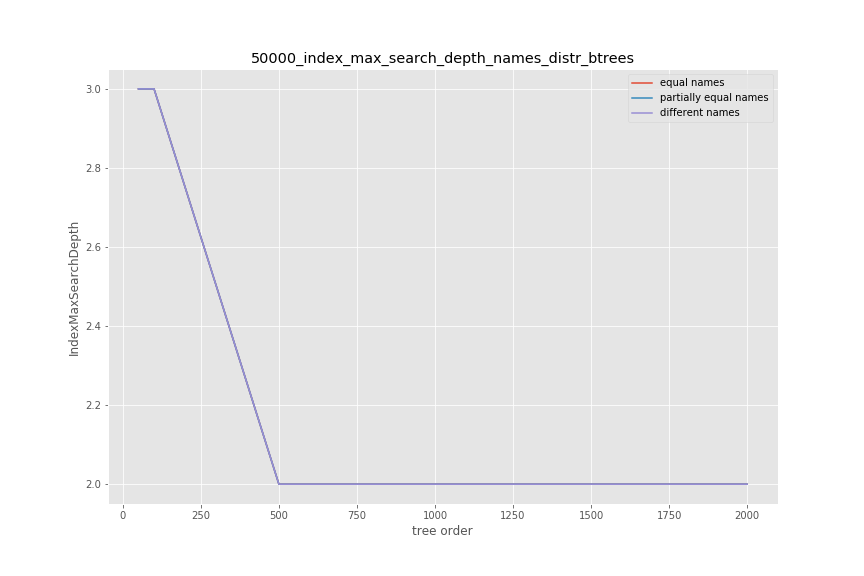 50000_index_max_search_depth_names_distr_btrees
equal names
partially equal names
different names
3.0
2.8
2.6
2.4
2.2
2.0
IndexMaxSearchDepth
0 250 500 750 1000 1250 1500 1750 2000
tree order